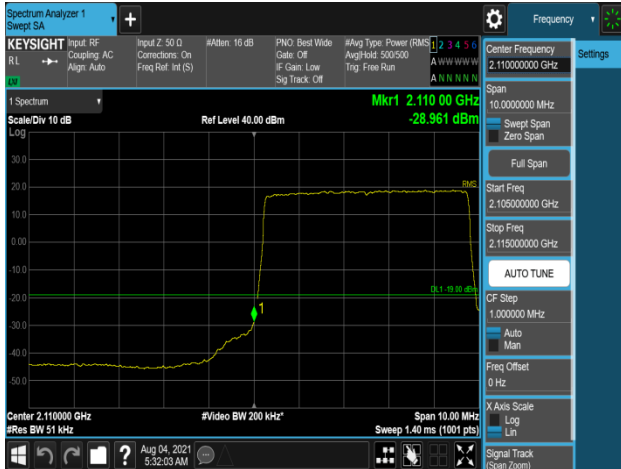 Spectrum Analyzer 1
Swept SA
+
Frequency
Settings
KEYSIGHT
RL
LV
Input: RF
Coupling: AC
Align: Auto
Input Z: 50 Ω
Corrections: On
Freq Ref: Int (S)
#Atten: 16 dB
PNO: Best Wide
Gate: Off
IF Gain: Low
Sig Track: Off
#Avg Type: Power (RMS
Avg|Hold: 500/500
Trig: Free Run
1 2 3 4 5 6
A W W W W W
A N N N N N
1 Spectrum
Scale/Div 10 dB
Log
Ref Level 40.00 dBm
Mkr1 2.110 00 GHz
-28.961 dBm
30.0
20.0
10.0
0.00
-10.0
-20.0
-30.0
-40.0
-50.0
RMS
DL1 -19.00 dBm
1
Center 2.110000 GHz
#Res BW 51 kHz
#Video BW 200 kHz*
Span 10.00 MHz
Sweep 1.40 ms (1001 pts)
Aug 04, 2021
5:32:03 AM
?
Center Frequency
2.110000000 GHz
Span
10.0000000 MHz
Swept Span
Zero Span
Full Span
Start Freq
2.105000000 GHz
Stop Freq
2.115000000 GHz
AUTO TUNE
CF Step
1.000000 MHz
Auto
Man
Freq Offset
0 Hz
X Axis Scale
Log
Lin
Signal Track
(Span Zoom)